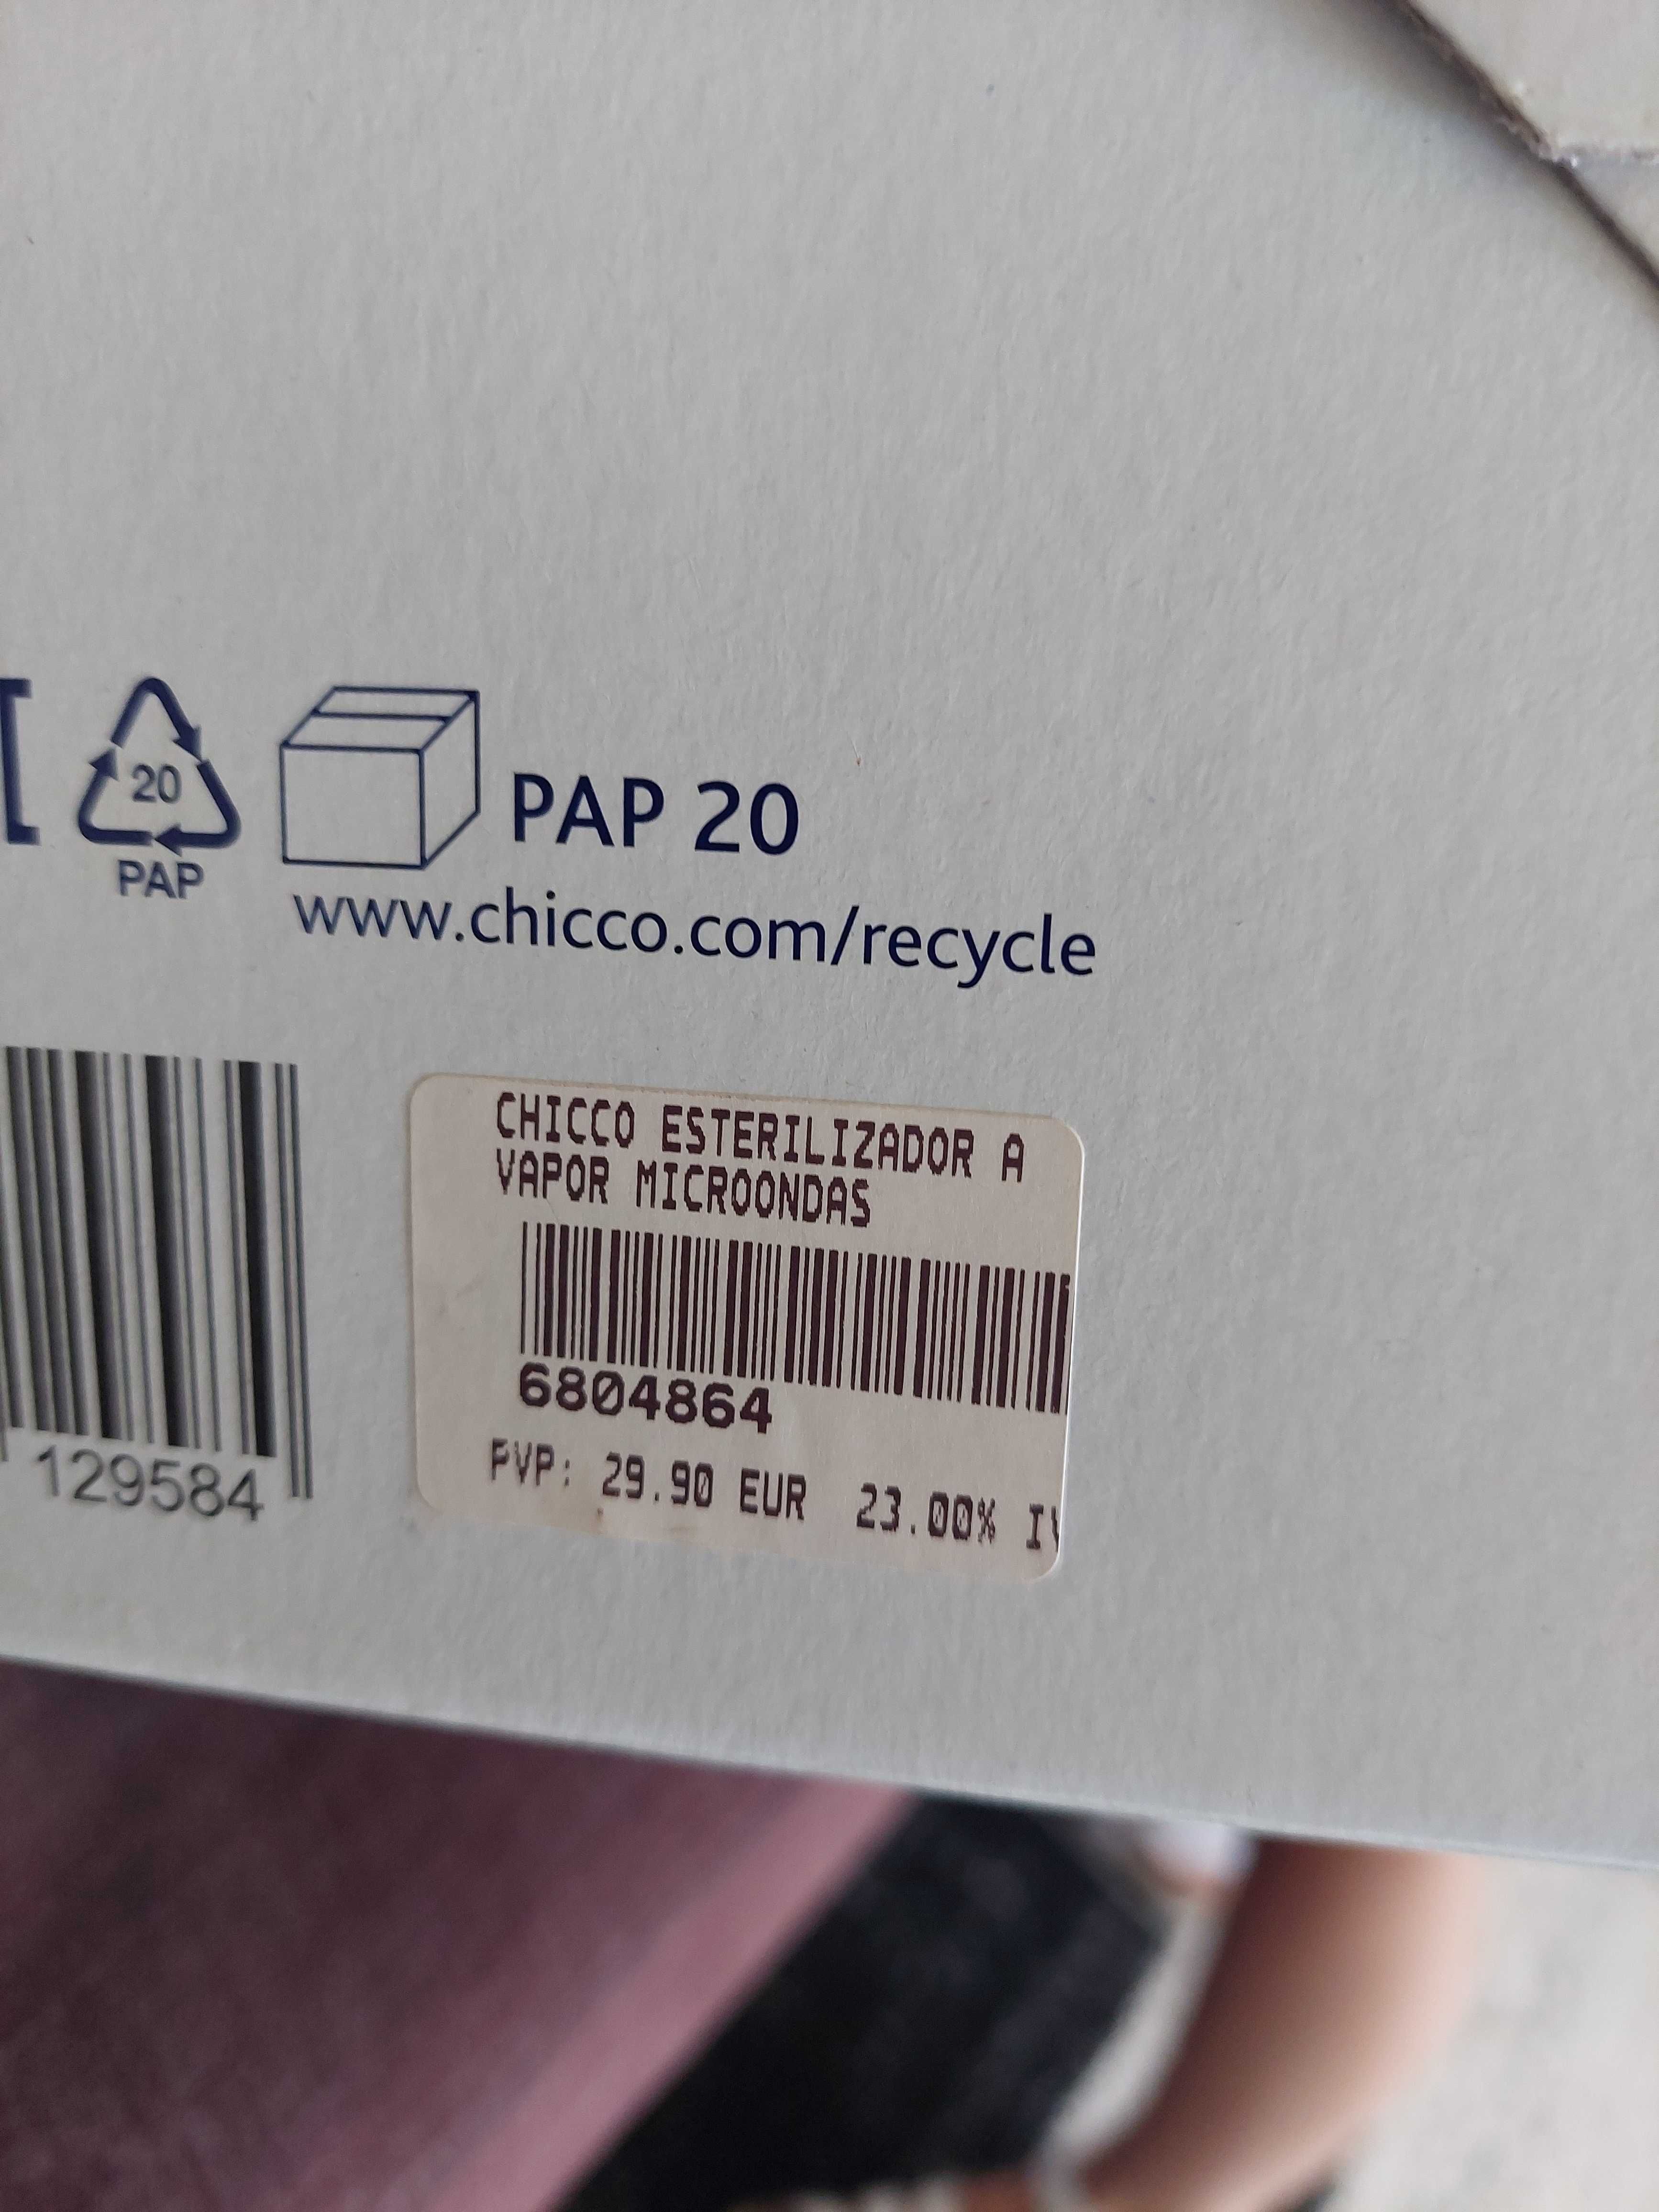 20
PAP
PAP 20
www.chicco.com/recycle
129584
CHICCO ESTERILIZADOR A
VAPOR MICROONDAS
6804864
PVP: 29.90 EUR 23.00%